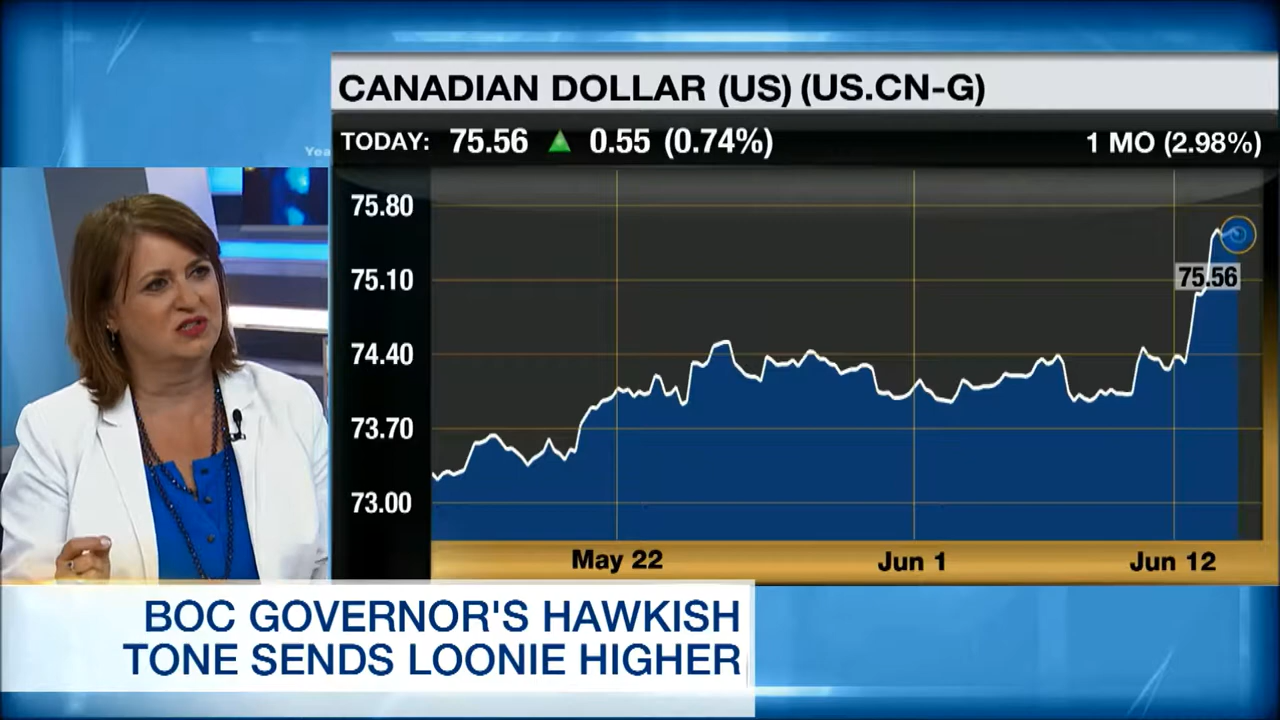 CANADIAN DOLLAR (US) (US.CN-G)
TODAY: 75.56 ▲ 0.55 (0.74%) 1 MO (2.98%)
75.80
75.10
74.40
73.70
73.00
75.56
May 22 Jun 1 Jun 12
BOC GOVERNOR'S HAWKISH
TONE SENDS LOONIE HIGHER